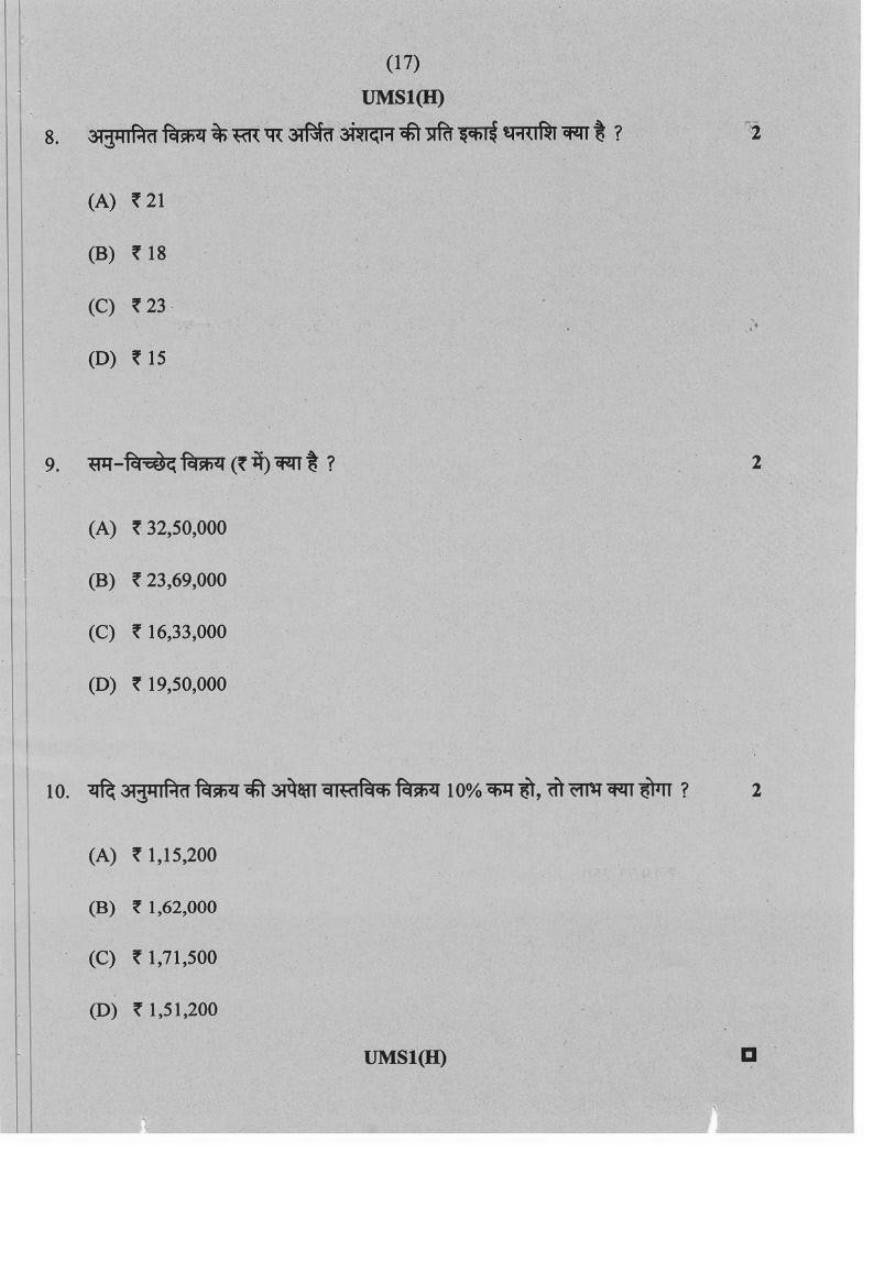 (17)
UMS1(H)
8. अनुमानित विक्रय के स्तर पर अर्जित अंशदान की प्रति इकाई धनराशि क्या है ? 2
(A) ₹ 21
(B) ₹ 18
(C) ₹ 23
(D) ₹ 15
9. सम-विच्छेद विक्रय (₹ में) क्या है ? 2
(A) ₹ 32,50,000
(B) ₹ 23,69,000
(C) ₹ 16,33,000
(D) ₹ 19,50,000
10. यदि अनुमानित विक्रय की अपेक्षा वास्तविक विक्रय 10% कम हो, तो लाभ क्या होगा ? 2
(A) ₹ 1,15,200
(B) ₹ 1,62,000
(C) ₹ 1,71,500
(D) ₹ 1,51,200
UMS1(H)